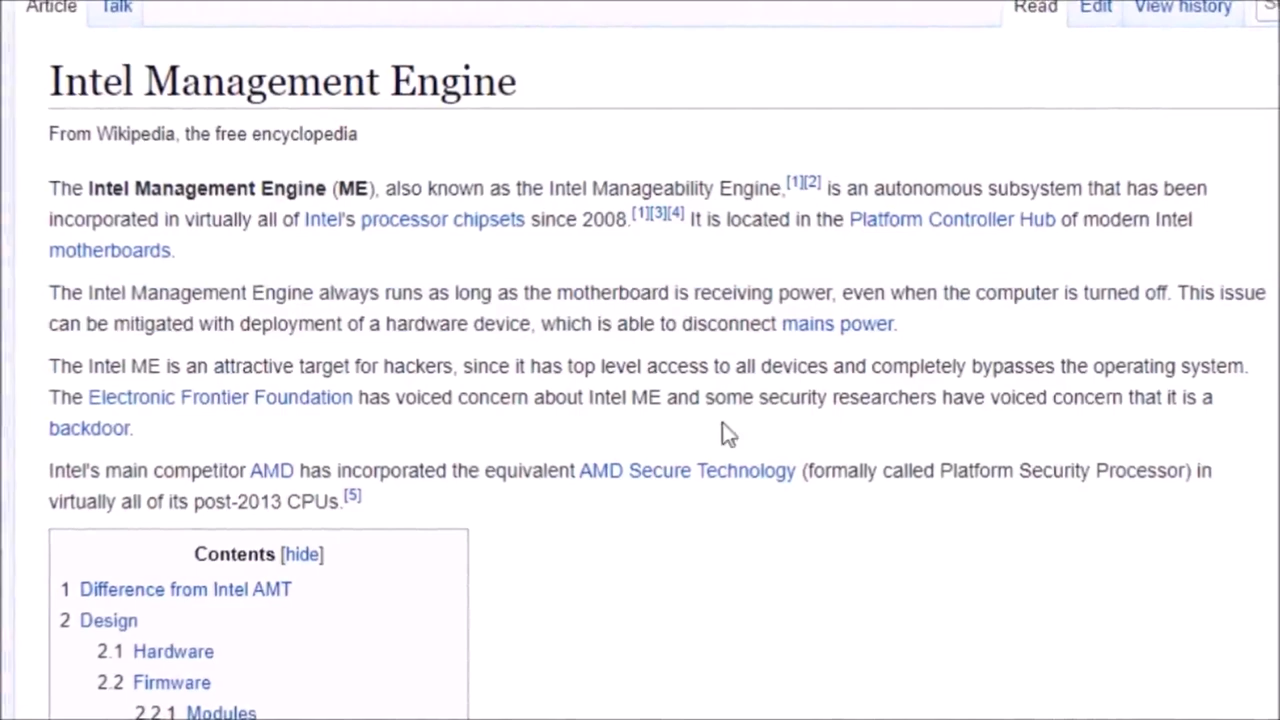 Article Talk Read Edit View history
Intel Management Engine
From Wikipedia, the free encyclopedia
The Intel Management Engine (ME), also known as the Intel Manageability Engine,[1][2] is an autonomous subsystem that has been
incorporated in virtually all of Intel's processor chipsets since 2008.[1][3][4] It is located in the Platform Controller Hub of modern Intel
motherboards.
The Intel Management Engine always runs as long as the motherboard is receiving power, even when the computer is turned off. This issue
can be mitigated with deployment of a hardware device, which is able to disconnect mains power.
The Intel ME is an attractive target for hackers, since it has top level access to all devices and completely bypasses the operating system.
The Electronic Frontier Foundation has voiced concern about Intel ME and some security researchers have voiced concern that it is a
backdoor.
Intel's main competitor AMD has incorporated the equivalent AMD Secure Technology (formally called Platform Security Processor) in
virtually all of its post-2013 CPUs.[5]
Contents [hide]
1 Difference from Intel AMT
2 Design
2.1 Hardware
2.2 Firmware
2.2.1 Modules